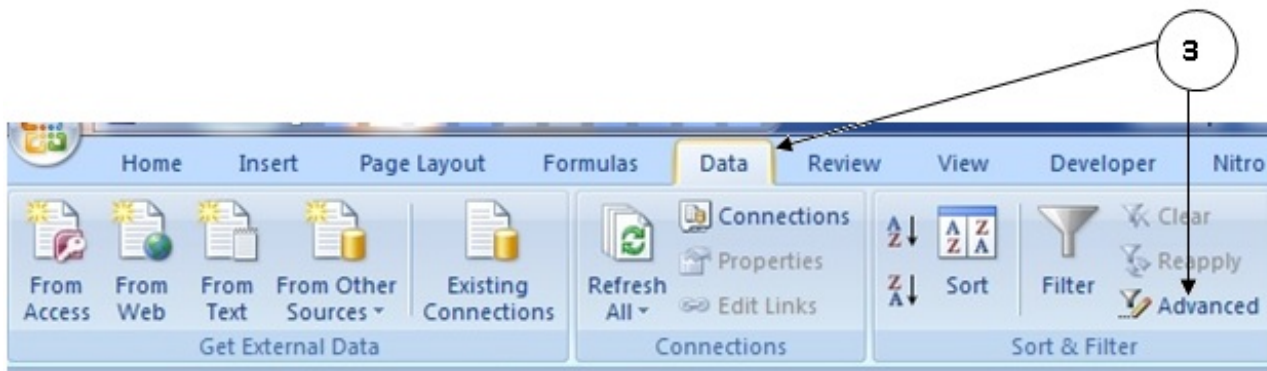 3
Home Insert Page Layout Formulas Data Review View Developer Nitro
From Access
From Web
From Text
From Other Sources
Existing Connections
Get External Data
Refresh All
Connections
Properties
Edit Links
Connections
Sort
Filter
Clear
Reapply
Advanced
Sort & Filter